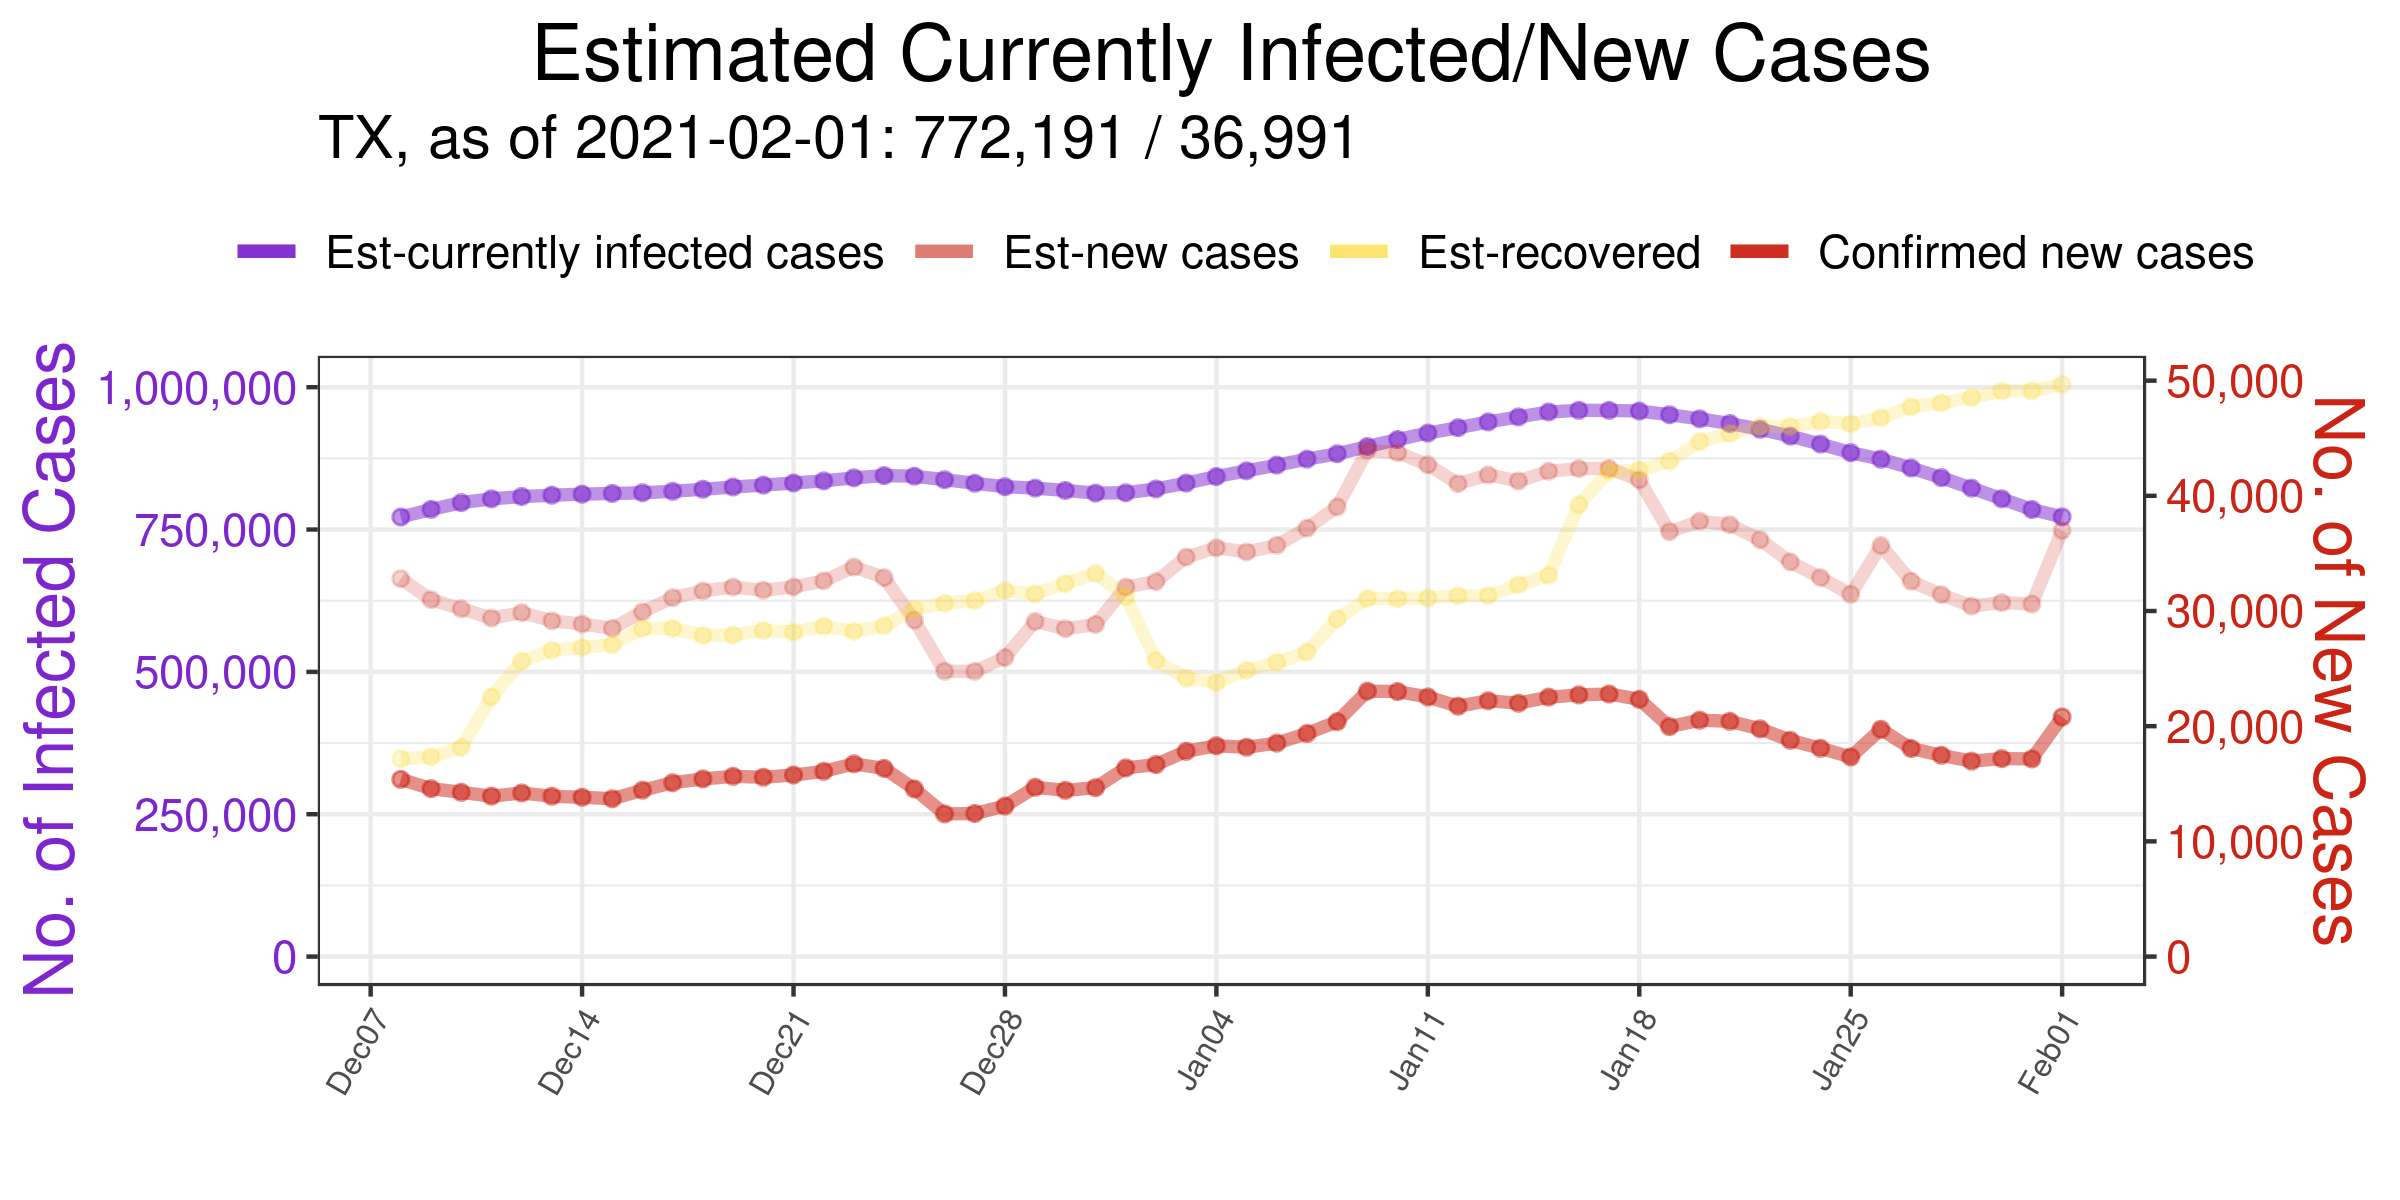 Estimated Currently Infected/New Cases
TX, as of 2021-02-01: 772,191 / 36,991
Est-currently infected cases Est-new cases Est-recovered Confirmed new cases
No. of Infected Cases
1,000,000
750,000
500,000
250,000
0
50,000
40,000
30,000
20,000
10,000
0
No. of New Cases
Dec07 Dec14 Dec21 Dec28 Jan04 Jan11 Jan18 Jan25 Feb01